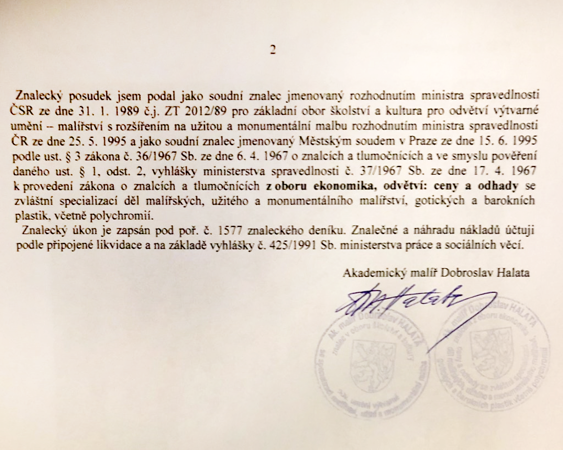 2
Znalecký posudek jsem podal jako soudní znalec jmenovaný rozhodnutím ministra spravedlnosti
ČSR ze dne 31. 1. 1989 č.j. ZT 2012/89 pro základní obor školství a kultura pro odvětví výtvarné
umění – malířství s rozšířením na užitou a monumentální malbu rozhodnutím ministra spravedlnosti
ČR ze dne 25. 5. 1995 a jako soudní znalec jmenovaný Městským soudem v Praze ze dne 15. 6. 1995
podle ust. § 3 zákona č. 36/1967 Sb. ze dne 6. 4. 1967 o znalcích a tlumočnících a ve smyslu pověření
daného ust. § 1, odst. 2, vyhlášky ministerstva spravedlnosti č. 37/1967 Sb. ze dne 17. 4. 1967
k provedení zákona o znalcích a tlumočnících z oboru ekonomika, odvětví: ceny a odhady se
zvláštní specializací děl malířských, užitého a monumentálního malířství, gotických a barokních
plastik, včetně polychromií.
Znalecký úkon je zapsán pod poř. č. 1577 znaleckého deníku. Znalečné a náhradu nákladů účtuji
podle připojené likvidace a na základě vyhlášky č. 425/1991 Sb. ministerstva práce a sociálních věcí.
Akademický malíř Dobroslav Halata